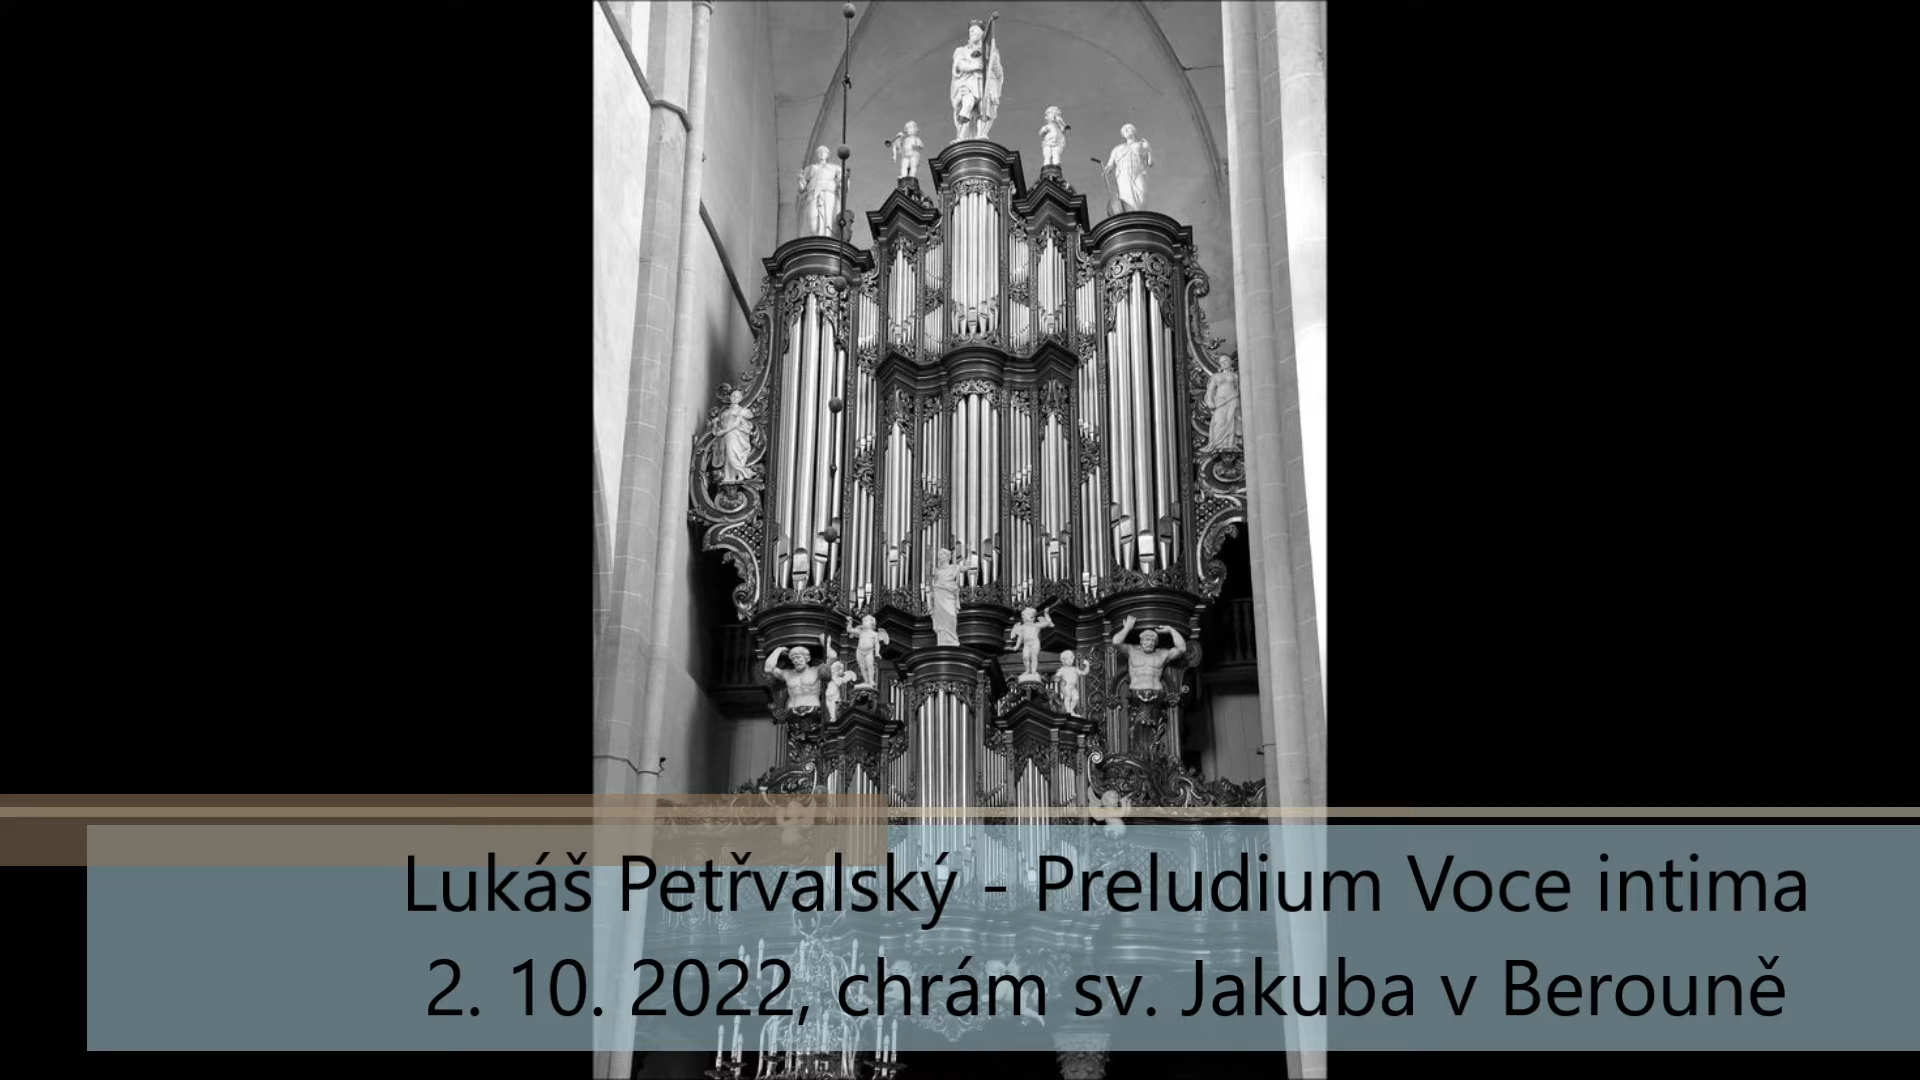 Lukáš Petřvalský - Preludium Voce intima
2. 10. 2022, chrám sv. Jakuba v Berouně